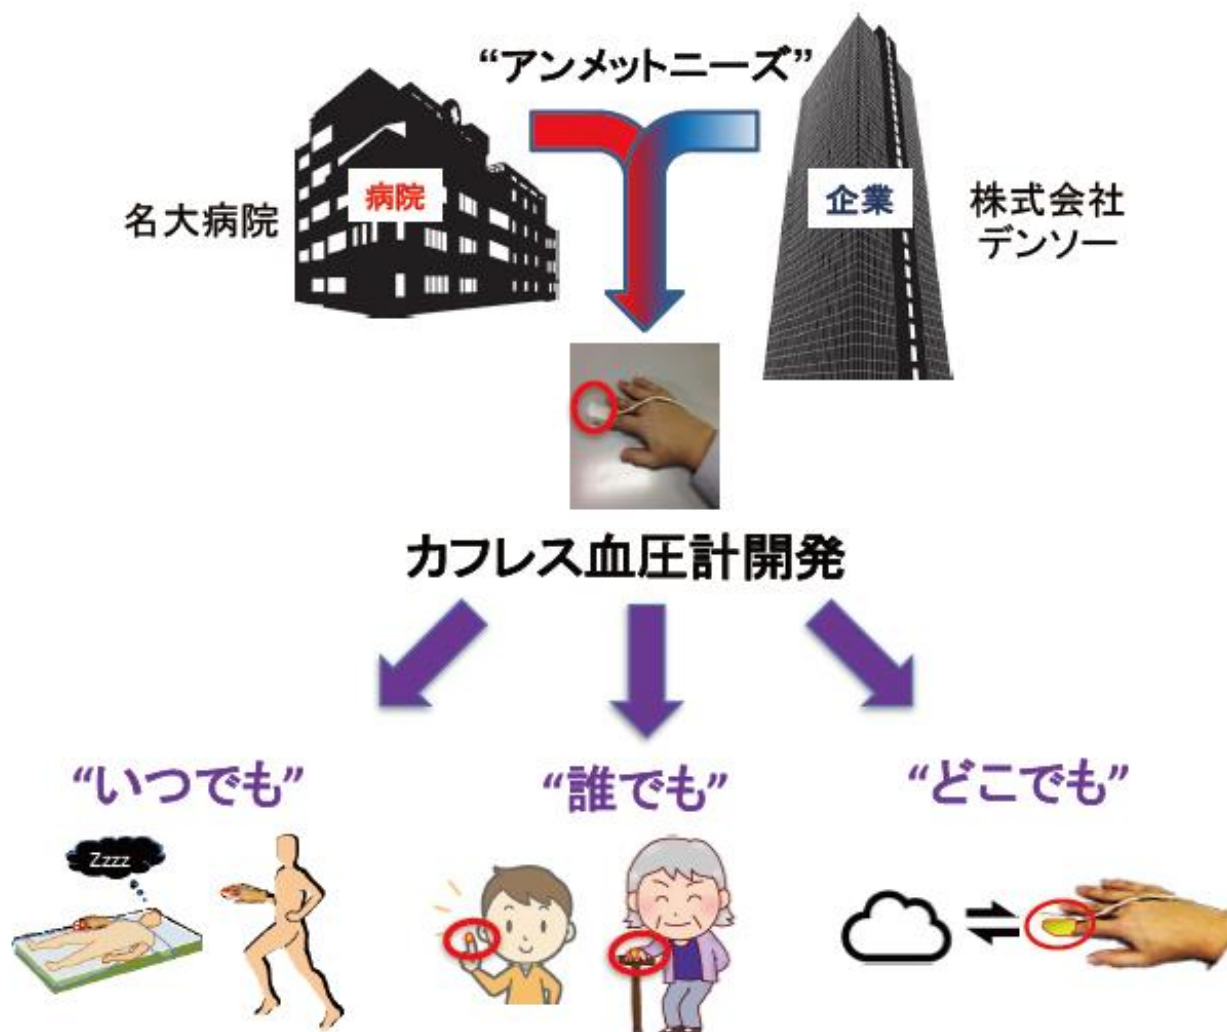 “アンメットニーズ”
病院
企業
名大病院
株式会社
デンソー
カフレス血圧計開発
“いつでも”
“誰でも”
“どこでも”
Zzzz